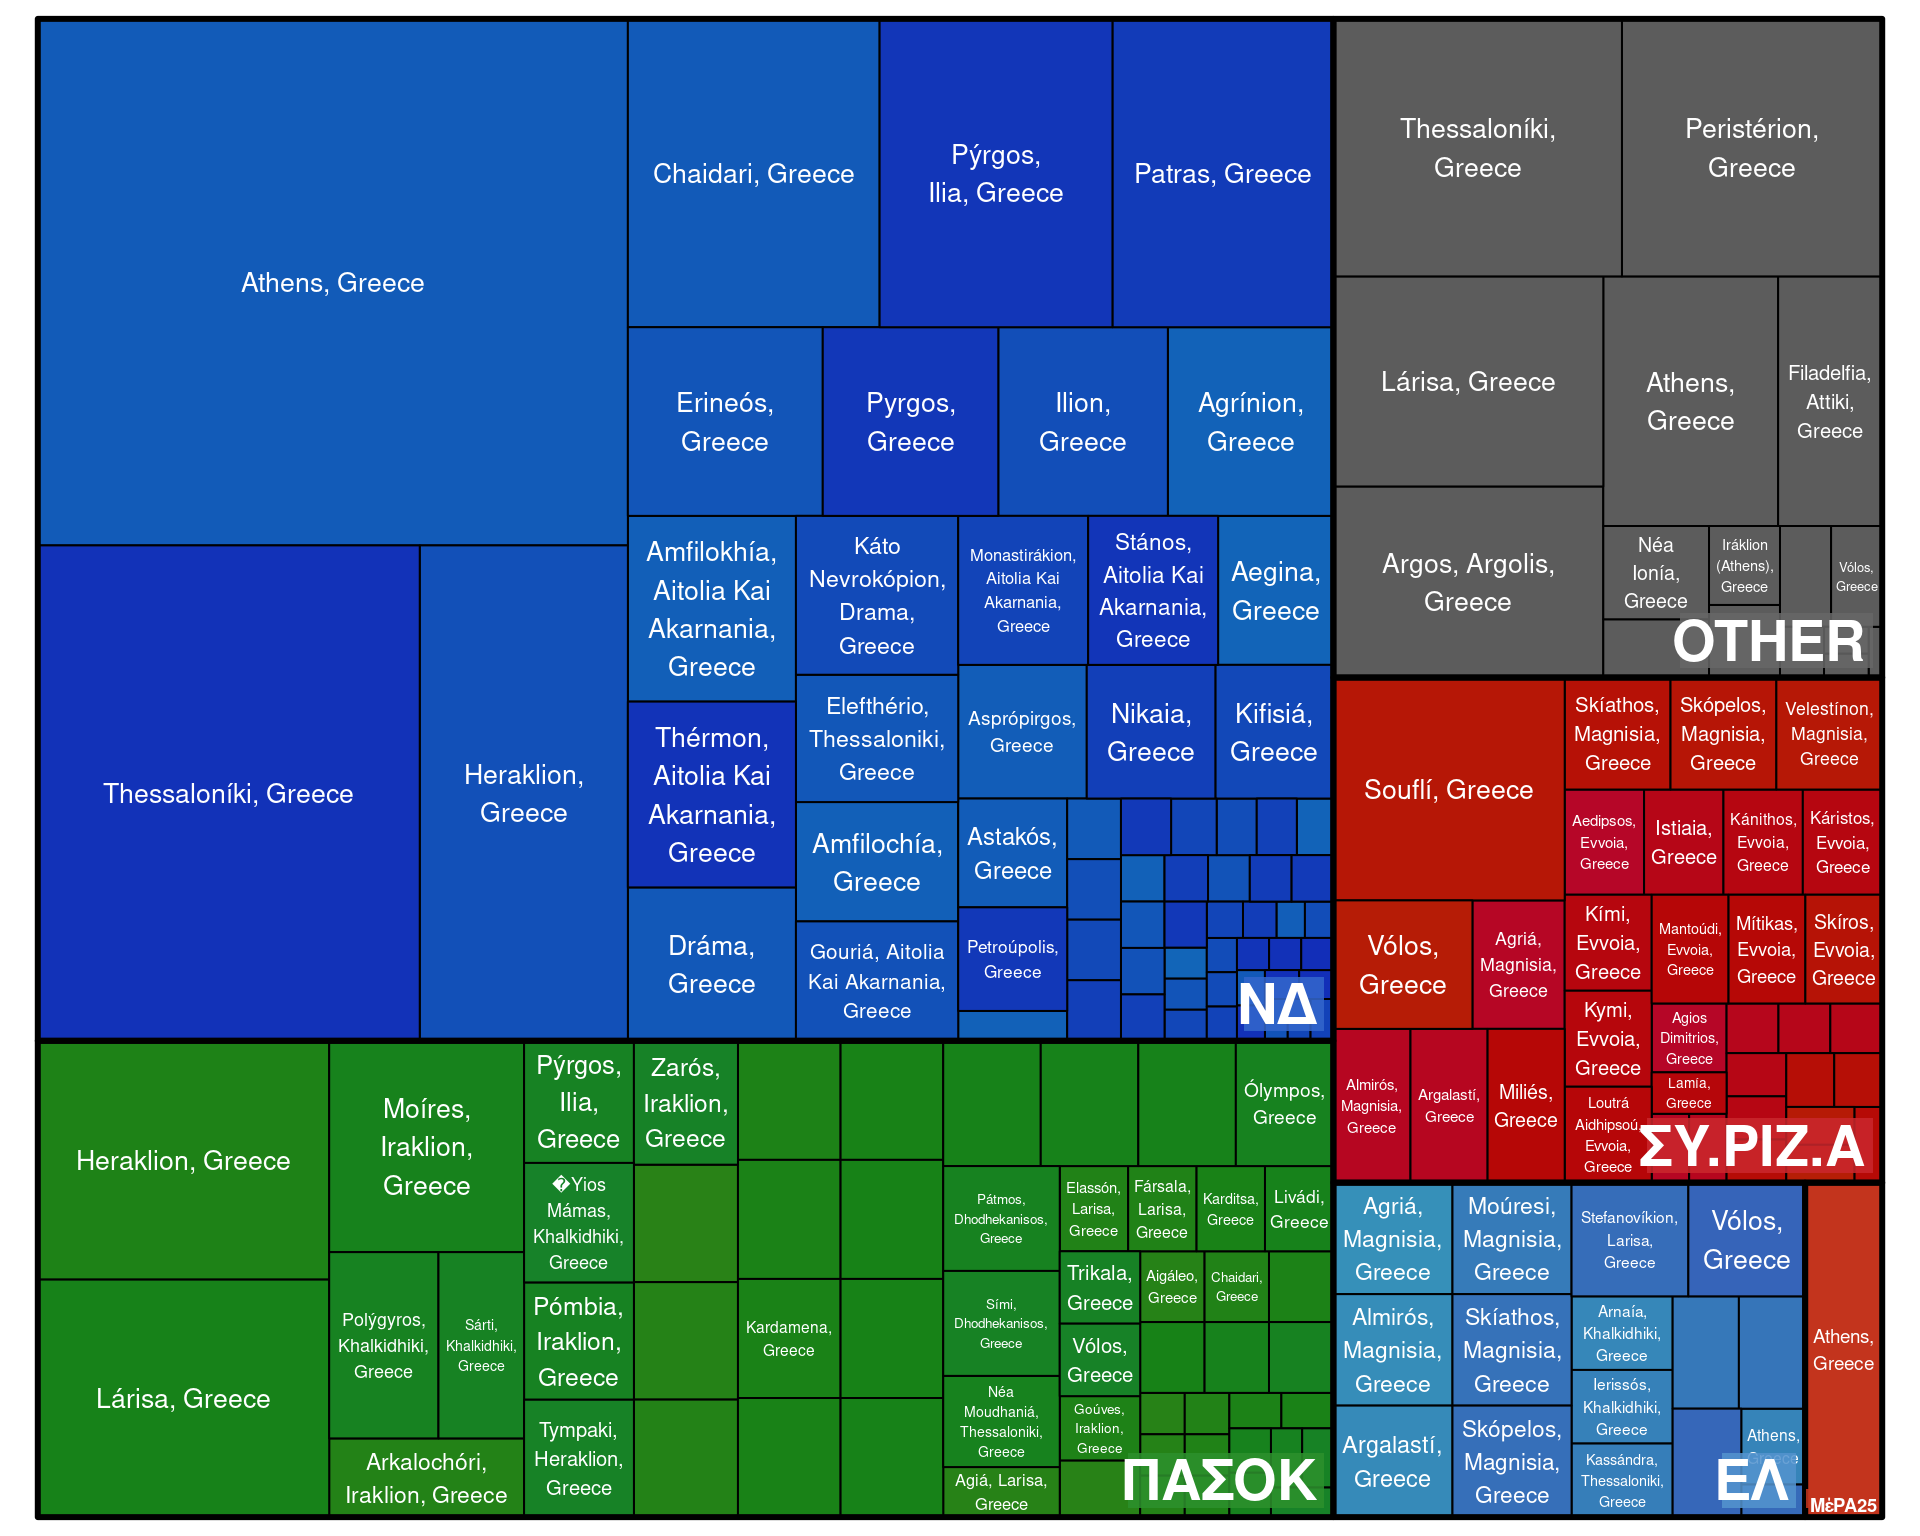 Athens, Greece
Chaidari, Greece
Pýrgos,
Ilia, Greece
Patras, Greece
Erineós,
Greece
Pyrgos,
Greece
Ilion,
Greece
Agrínion,
Greece
Thessaloníki, Greece
Heraklion,
Greece
Amfilokhía,
Aitolia Kai
Akarnania,
Greece
Thérmon,
Aitolia Kai
Akarnania,
Greece
Dráma,
Greece
Káto
Nevrokópion,
Drama,
Greece
Elefthério,
Thessaloniki,
Greece
Amfilochía,
Greece
Gouriá, Aitolia
Kai Akarnania,
Greece
Monastirákion,
Aitolia Kai
Akarnania,
Greece
Stános,
Aitolia Kai
Akarnania,
Greece
Aegina,
Greece
Asprópirgos,
Greece
Nikaia,
Greece
Kifisiá,
Greece
Astakós,
Greece
Petroúpolis,
Greece
ΝΔ
Thessaloníki,
Greece
Peristérion,
Greece
Lárisa, Greece
Athens,
Greece
Filadelfia,
Attiki,
Greece
Argos, Argolis,
Greece
Néa
Ionía,
Greece
Iráklion
(Athens),
Greece
Vólos,
Greece
OTHER
Souflí, Greece
Skíathos,
Magnisia,
Greece
Skópelos,
Magnisia,
Greece
Velestínon,
Magnisia,
Greece
Aedipsos,
Evvoia,
Greece
Istiaia,
Greece
Kánithos,
Evvoia,
Greece
Káristos,
Evvoia,
Greece
Vólos,
Greece
Agriá,
Magnisia,
Greece
Kími,
Evvoia,
Greece
Mantoúdi,
Evvoia,
Greece
Mítikas,
Evvoia,
Greece
Skíros,
Evvoia,
Greece
Kymi,
Evvoia,
Greece
Agios
Dimitrios,
Greece
Almirós,
Magnisia,
Greece
Argalastí,
Greece
Miliés,
Greece
Loutrá
Aidhipsoú,
Evvoia,
Greece
Lamía,
Greece
ΣΥ.ΡΙΖ.Α
Heraklion, Greece
Lárisa, Greece
Moíres,
Iraklion,
Greece
Polýgyros,
Khalkidhiki,
Greece
Sárti,
Khalkidhiki,
Greece
Arkalochóri,
Iraklion, Greece
Pýrgos,
Ilia,
Greece
�Yios
Mámas,
Khalkidhiki,
Greece
Pómbia,
Iraklion,
Greece
Tympaki,
Heraklion,
Greece
Zarós,
Iraklion,
Greece
Kardamena,
Greece
Ólympos,
Greece
Pátmos,
Dhodhekanisos,
Greece
Elassón,
Larisa,
Greece
Fársala,
Larisa,
Greece
Karditsa,
Greece
Livádi,
Greece
Sími,
Dhodhekanisos,
Greece
Trikala,
Greece
Aigáleo,
Greece
Chaidari,
Greece
Vólos,
Greece
Néa
Moudhaniá,
Thessaloniki,
Greece
Goúves,
Iraklion,
Greece
Agiá, Larisa,
Greece
ΠΑΣΟΚ
Agriá,
Magnisia,
Greece
Moúresi,
Magnisia,
Greece
Stefanovíkion,
Larisa,
Greece
Vólos,
Greece
Almirós,
Magnisia,
Greece
Skíathos,
Magnisia,
Greece
Arnaía,
Khalkidhiki,
Greece
Ierissós,
Khalkidhiki,
Greece
Argalastí,
Greece
Skópelos,
Magnisia,
Greece
Kassándra,
Thessaloniki,
Greece
Athens,
Greece
ΕΛ
Athens,
Greece
ΜέΡΑ25